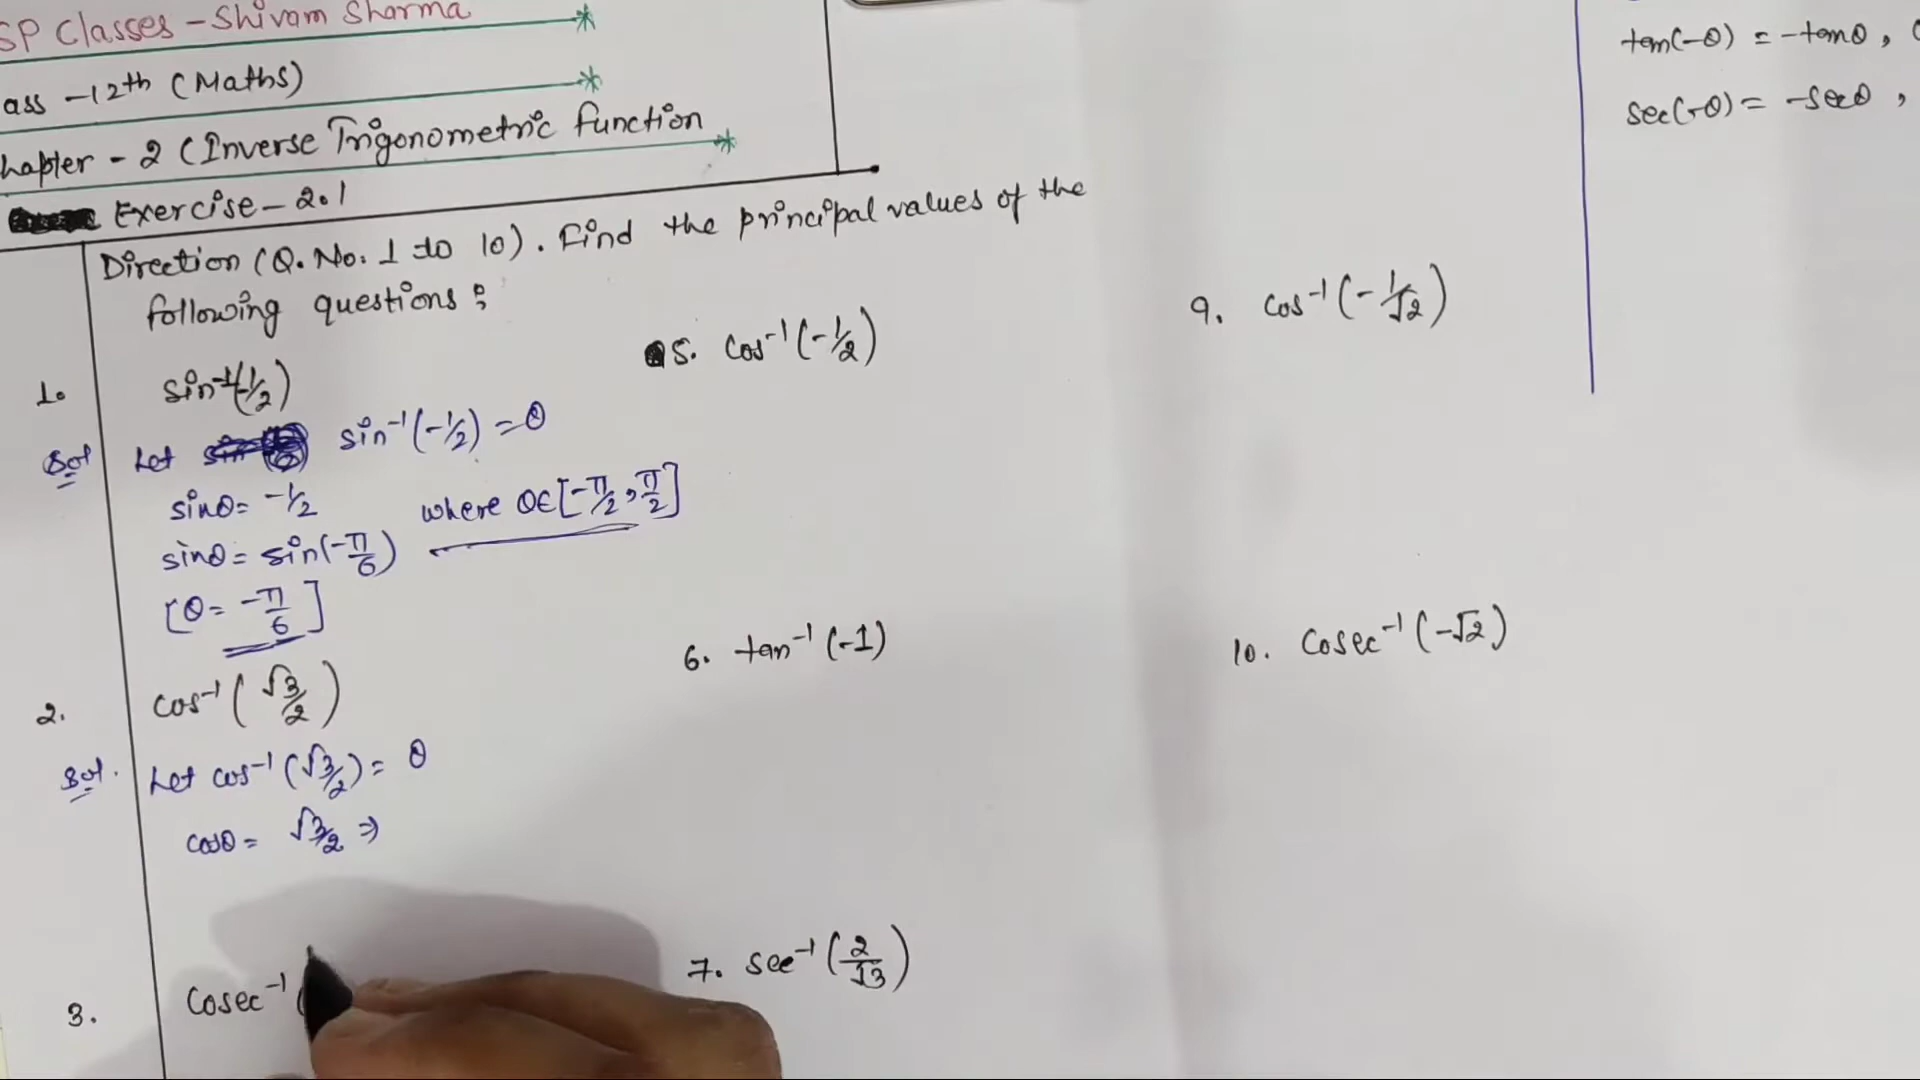 SP Classes - Shivam Sharma
ass - 12th (Maths)
hapter - 2 (Inverse Trigonometric function
Exercise - 2.1
Direction (Q. No. 1 to 10). Find the principal values of the
following questions:
1. sin⁻¹(-1/2)
Sol Let sin⁻¹(-1/2) = θ
sinθ = -1/2 where θ∈[-π/2, π/2]
sinθ = sin(-π/6)
[θ = -π/6]
2. cos⁻¹(√3/2)
Sol. Let cos⁻¹(√3/2) = θ
cosθ = √3/2 ⇒
3. Cosec⁻¹(
5. Cos⁻¹(-1/2)
6. tan⁻¹(-1)
7. sec⁻¹(2/√3)
9. Cos⁻¹(-1/√2)
10. Cosec⁻¹(-√2)
tan(-θ) = -tanθ,
sec(-θ) = -secθ,